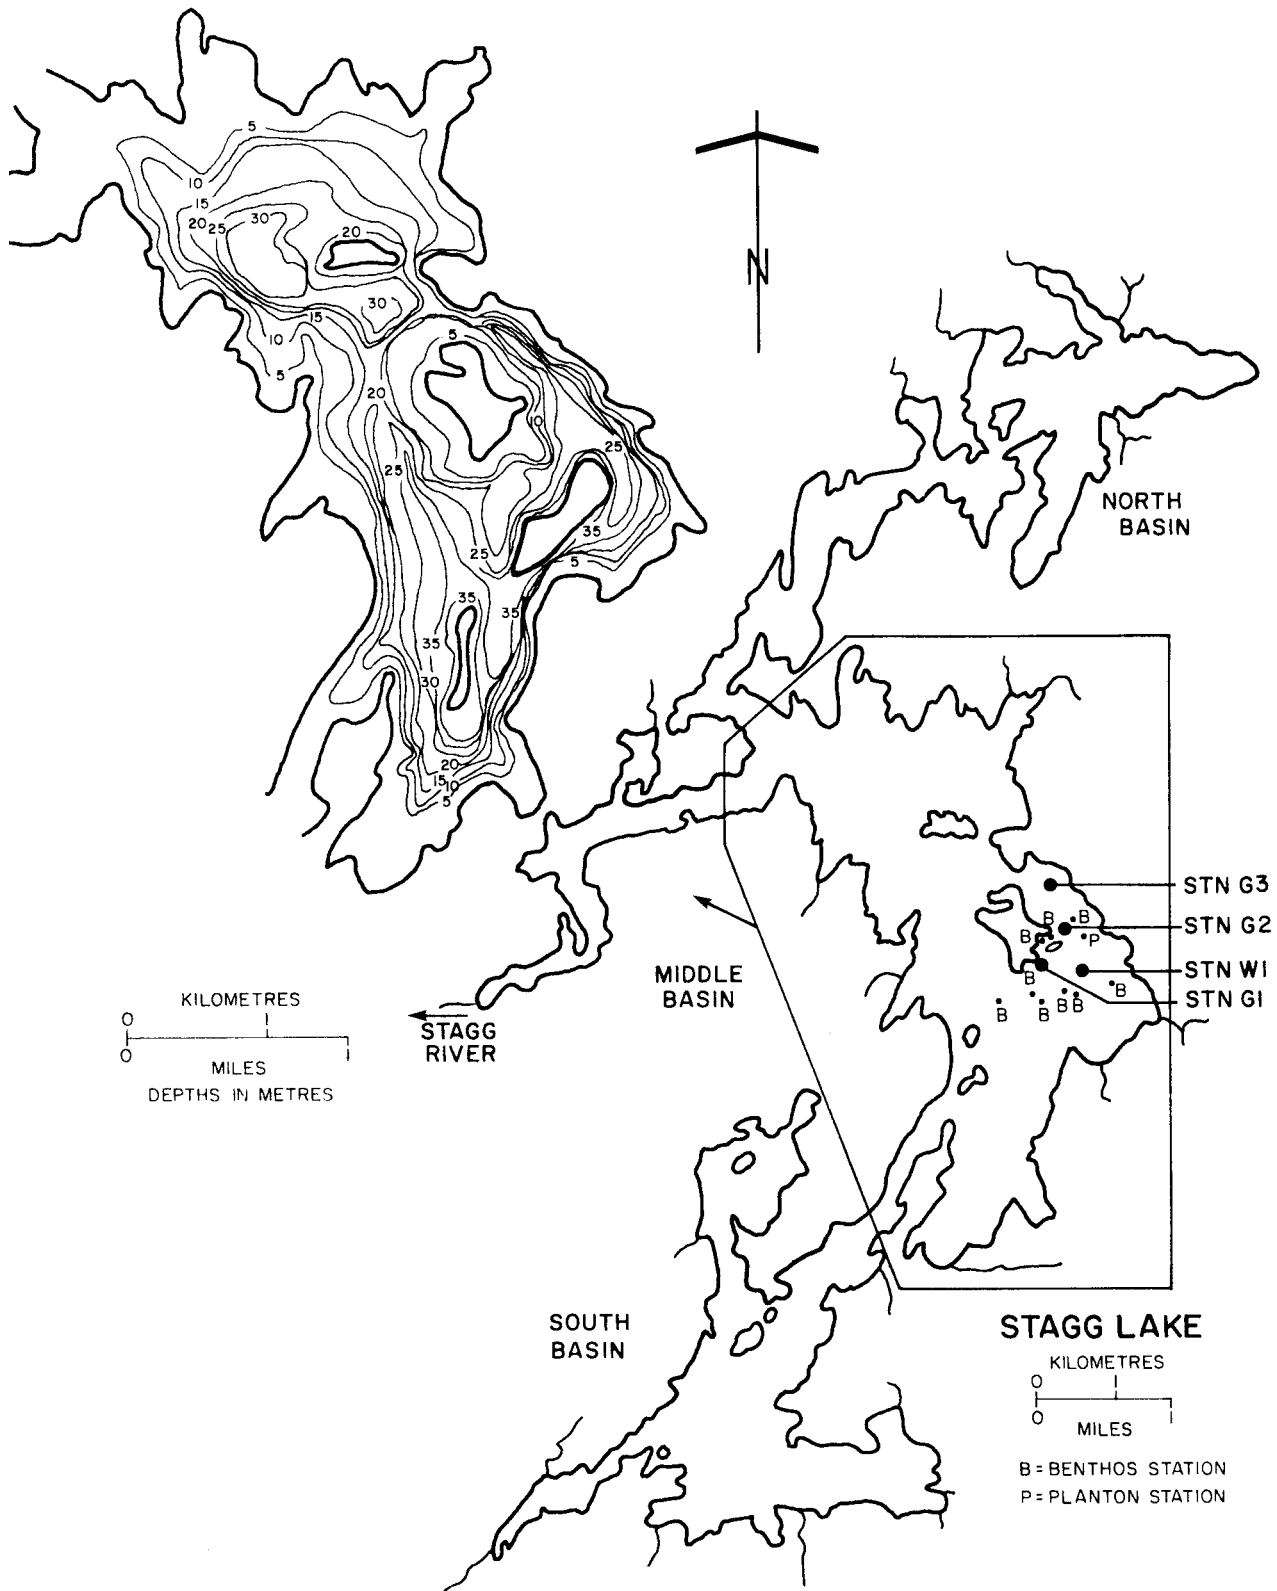 5
10
15
20 25 30
20
30
15
10
5
5
20
10
25
25
35
25
5
35
35
35
30
20
15 10
5
N
NORTH
BASIN
STN G3
STN G2
STN W1
STN G1
B
B
B
P
B
B
B
B
B B
MIDDLE
BASIN
STAGG
RIVER
KILOMETRES
0 1
0 1
MILES
DEPTHS IN METRES
SOUTH
BASIN
STAGG LAKE
KILOMETRES
0 1
0 1
MILES
B = BENTHOS STATION
P = PLANTON STATION